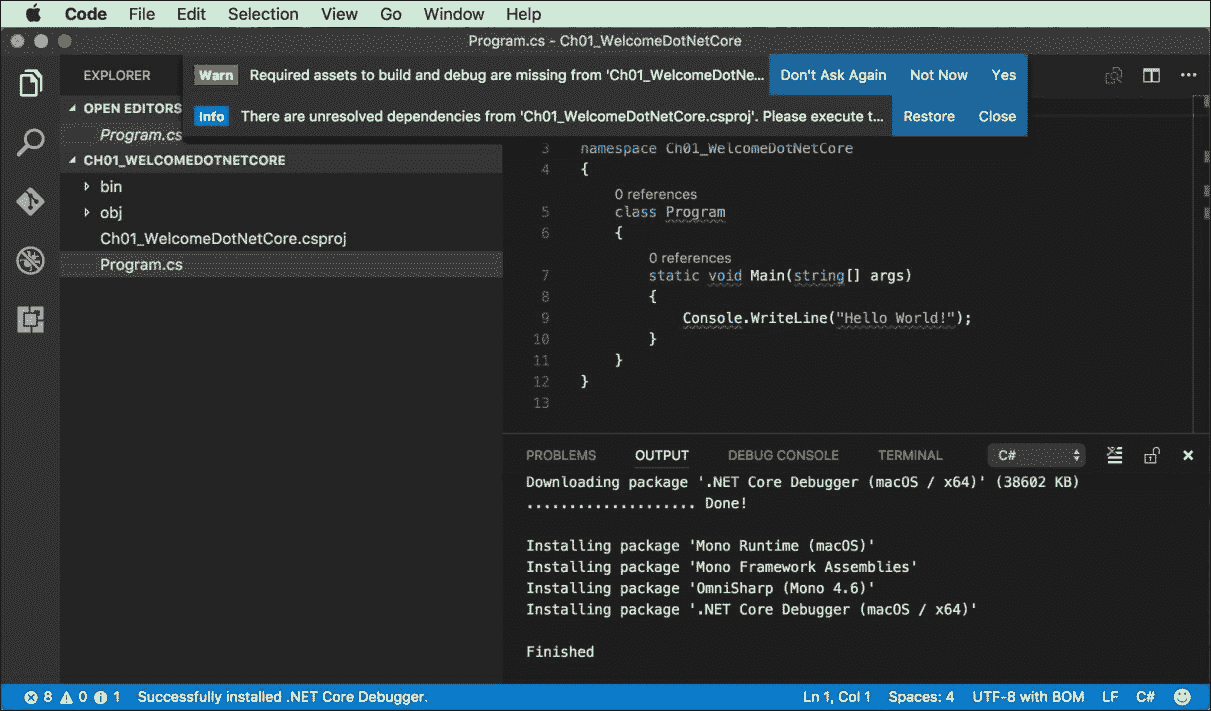 Code File Edit Selection View Go Window Help
Program.cs - Ch01_WelcomeDotNetCore
EXPLORER
Warn Required assets to build and debug are missing from 'Ch01_WelcomeDotNe... Don't Ask Again Not Now Yes
Info There are unresolved dependencies from 'Ch01_WelcomeDotNetCore.csproj'. Please execute t... Restore Close
OPEN EDITORS
Program.cs
CH01_WELCOMEDOTNETCORE
bin
obj
Ch01_WelcomeDotNetCore.csproj
Program.cs
3 namespace Ch01_WelcomeDotNetCore
4 {
0 references
5 class Program
6 {
0 references
7 static void Main(string[] args)
8 {
9 Console.WriteLine("Hello World!");
10 }
11 }
12 }
13
PROBLEMS OUTPUT DEBUG CONSOLE TERMINAL C#
Downloading package '.NET Core Debugger (macOS / x64)' (38602 KB)
.................... Done!
Installing package 'Mono Runtime (macOS)'
Installing package 'Mono Framework Assemblies'
Installing package 'OmniSharp (Mono 4.6)'
Installing package '.NET Core Debugger (macOS / x64)'
Finished
8 0 1 Successfully installed .NET Core Debugger. Ln 1, Col 1 Spaces: 4 UTF-8 with BOM LF C#